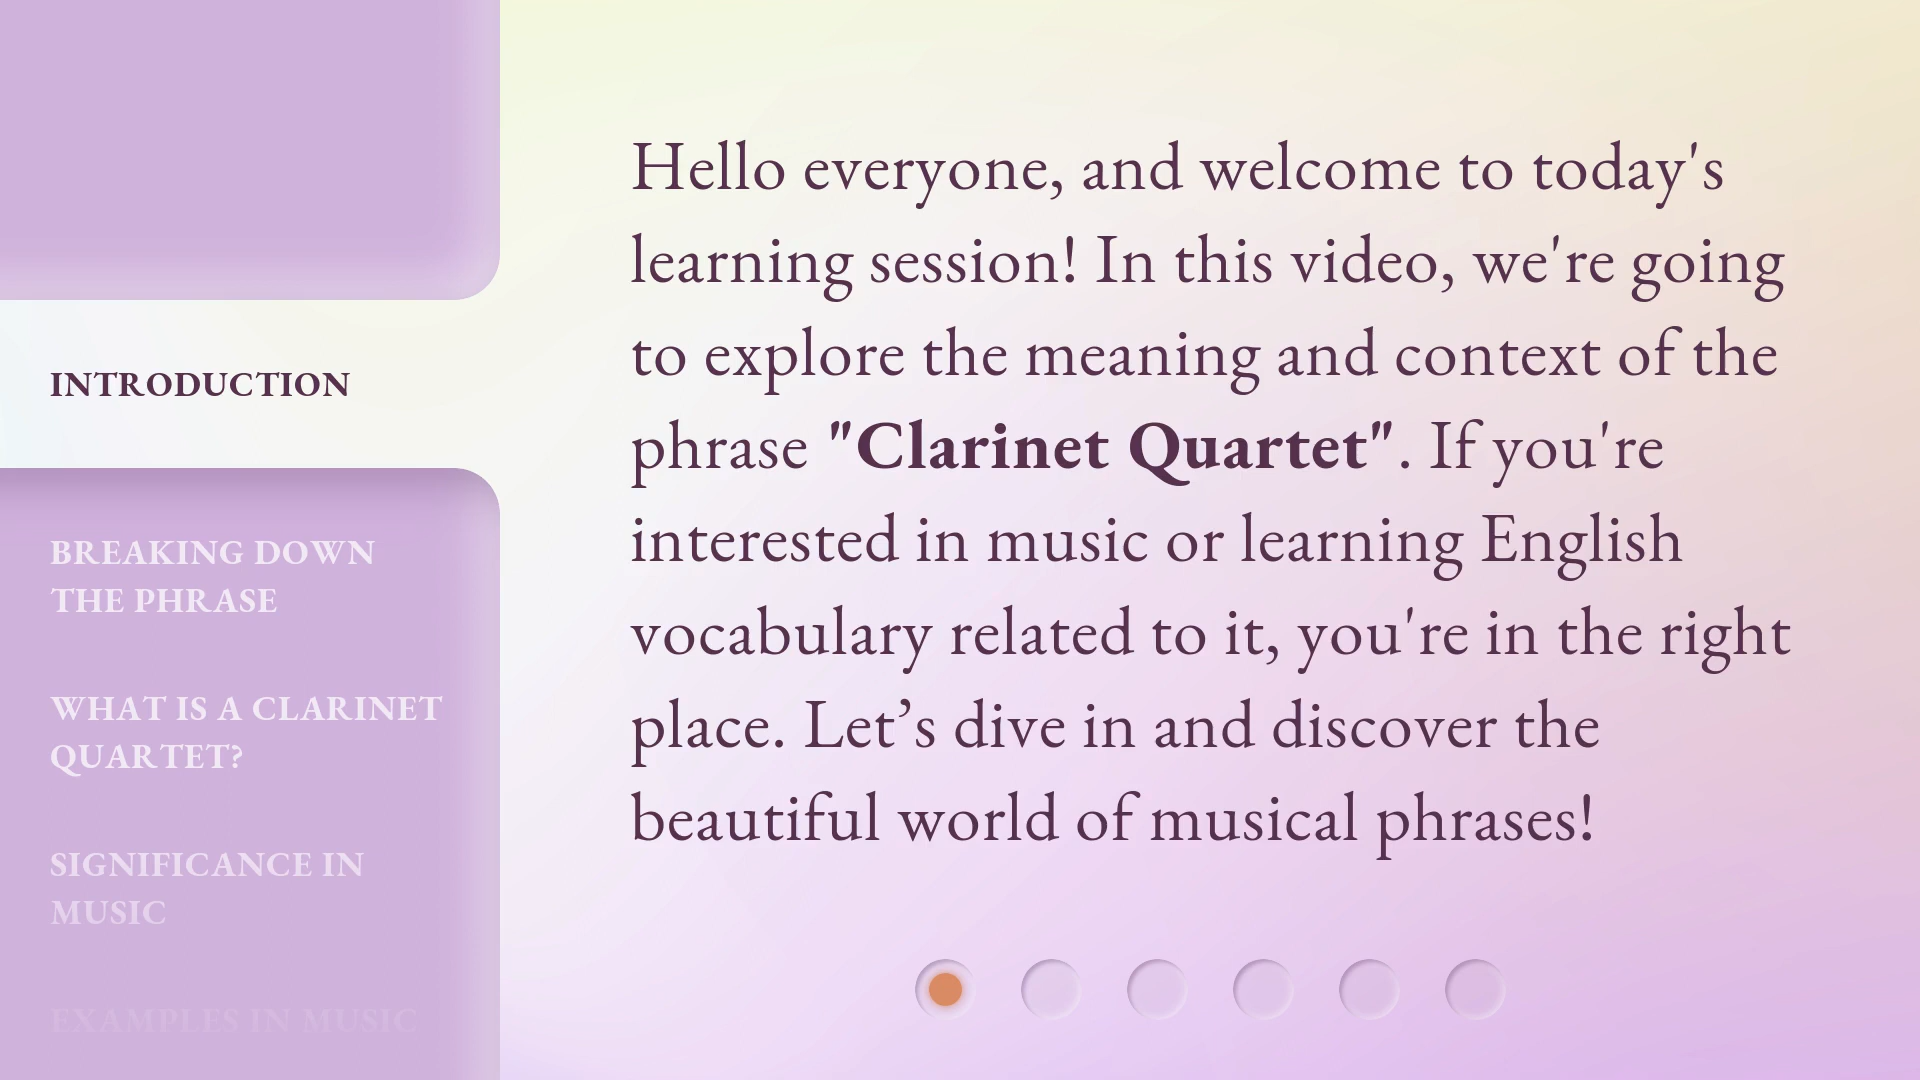 INTRODUCTION
BREAKING DOWN
THE PHRASE
WHAT IS A CLARINET
QUARTET?
SIGNIFICANCE IN
MUSIC
EXAMPLES IN MUSIC
Hello everyone, and welcome to today's
learning session! In this video, we're going
to explore the meaning and context of the
phrase "Clarinet Quartet". If you're
interested in music or learning English
vocabulary related to it, you're in the right
place. Let’s dive in and discover the
beautiful world of musical phrases!